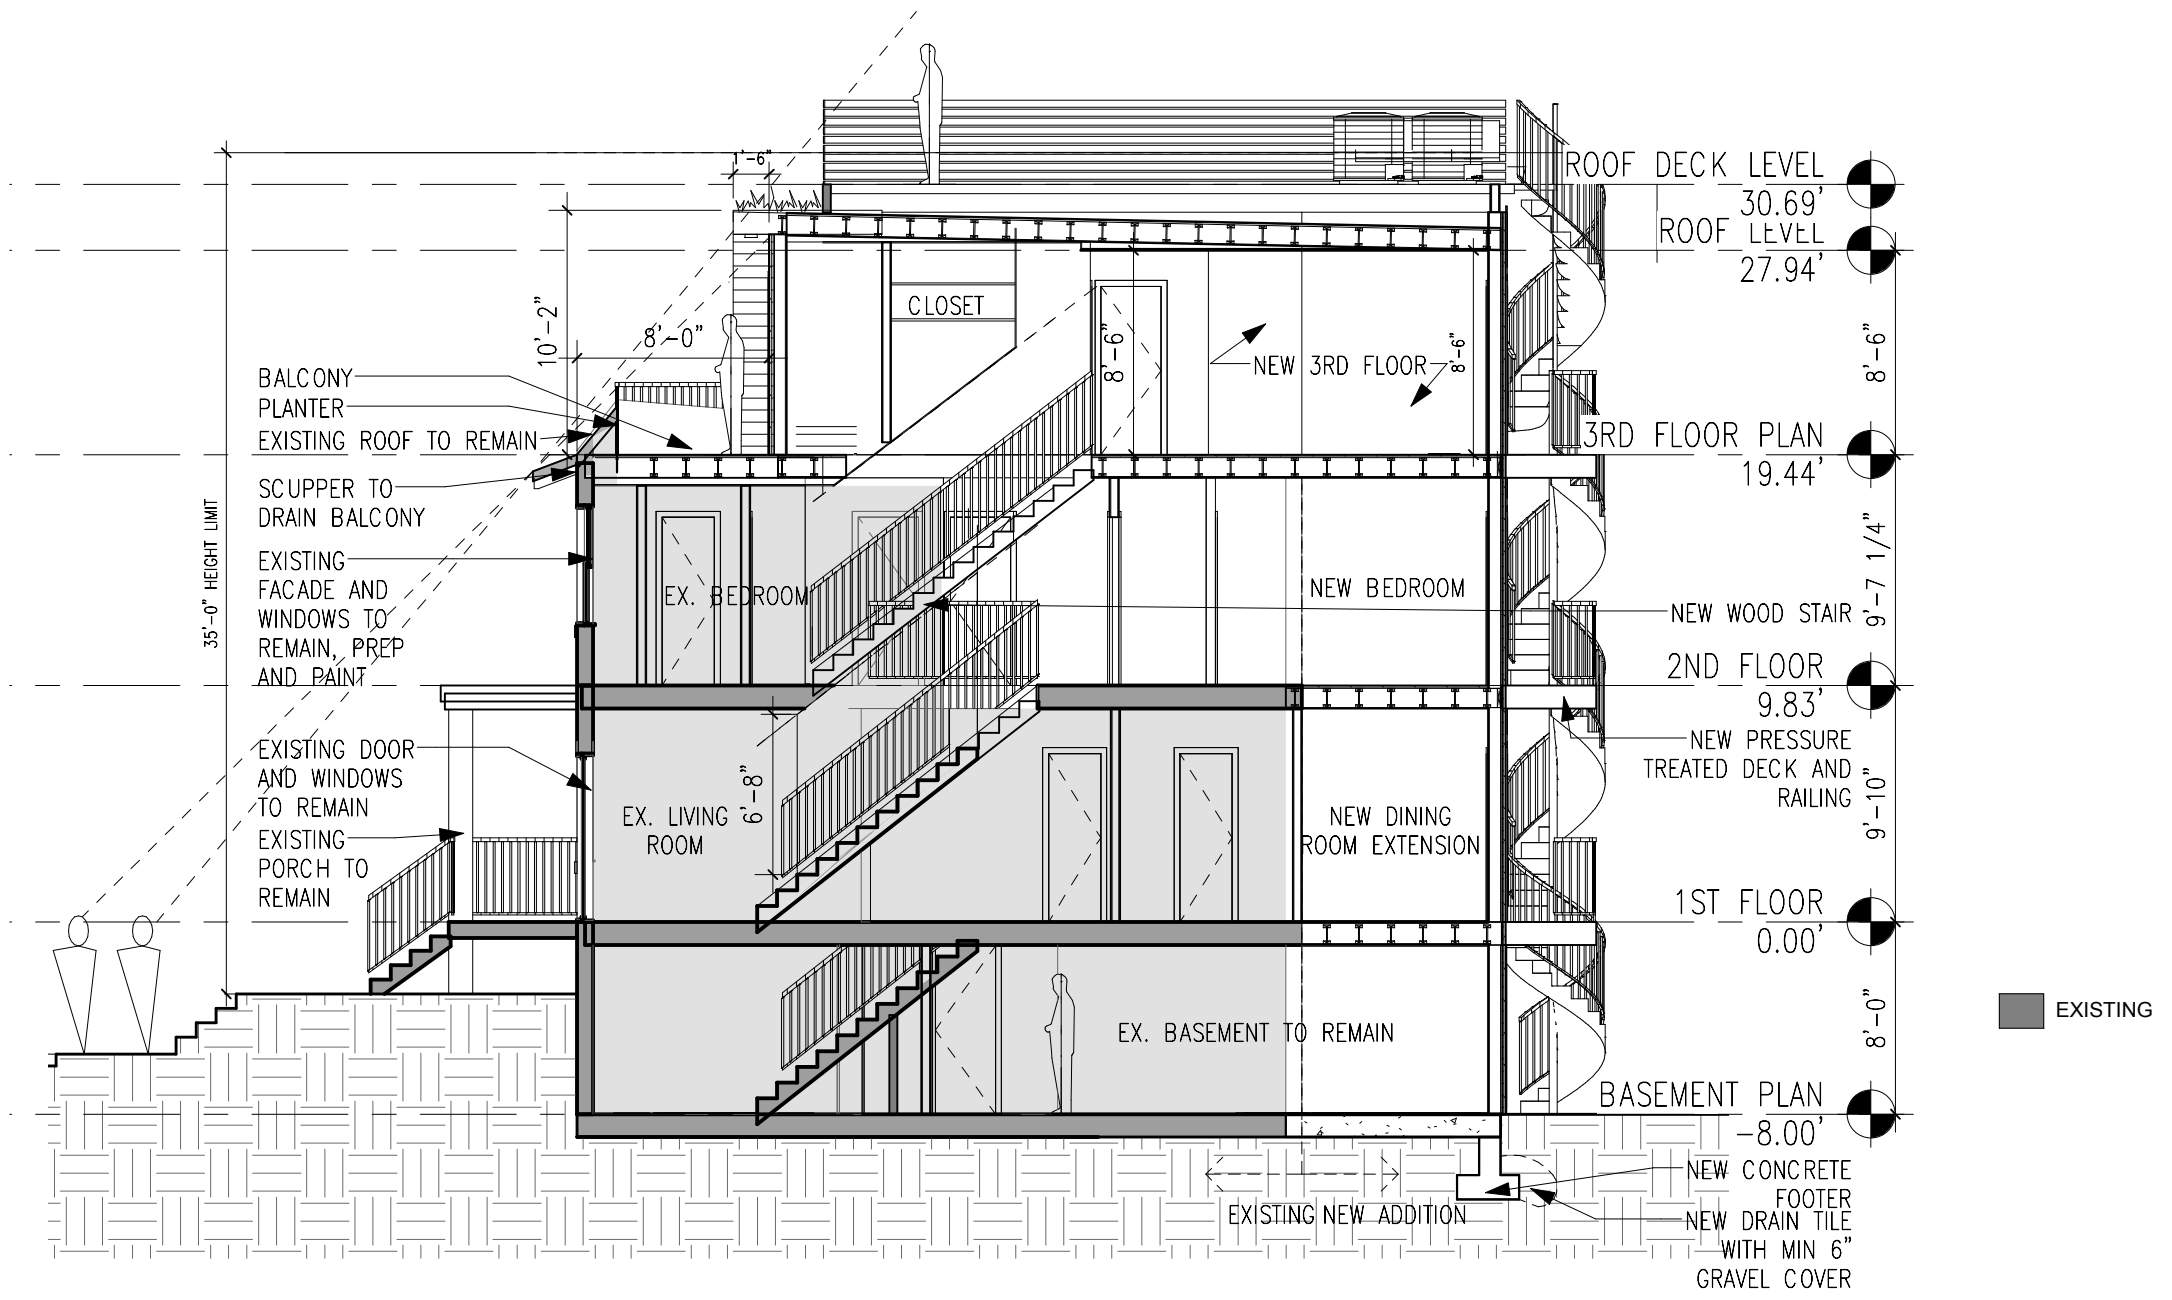 1'-6"
ROOF DECK LEVEL
30.69'
ROOF LEVEL
27.94'
10'-2"
8'-0"
CLOSET
8'-6"
NEW 3RD FLOOR
8'-6"
8'-6"
BALCONY
PLANTER
EXISTING ROOF TO REMAIN
3RD FLOOR PLAN
19.44'
SCUPPER TO
DRAIN BALCONY
35'-0" HEIGHT LIMIT
EXISTING
FACADE AND
WINDOWS TO
REMAIN, PREP
AND PAINT
EX. BEDROOM
NEW BEDROOM
9'-7 1/4"
NEW WOOD STAIR
2ND FLOOR
9.83'
EXISTING DOOR
AND WINDOWS
TO REMAIN
NEW PRESSURE
TREATED DECK AND
RAILING
6'-8"
EX. LIVING
ROOM
NEW DINING
ROOM EXTENSION
9'-10"
EXISTING
PORCH TO
REMAIN
1ST FLOOR
0.00'
EX. BASEMENT TO REMAIN
8'-0"
EXISTING
BASEMENT PLAN
-8.00'
NEW CONCRETE
FOOTER
EXISTING NEW ADDITION
NEW DRAIN TILE
WITH MIN 6"
GRAVEL COVER